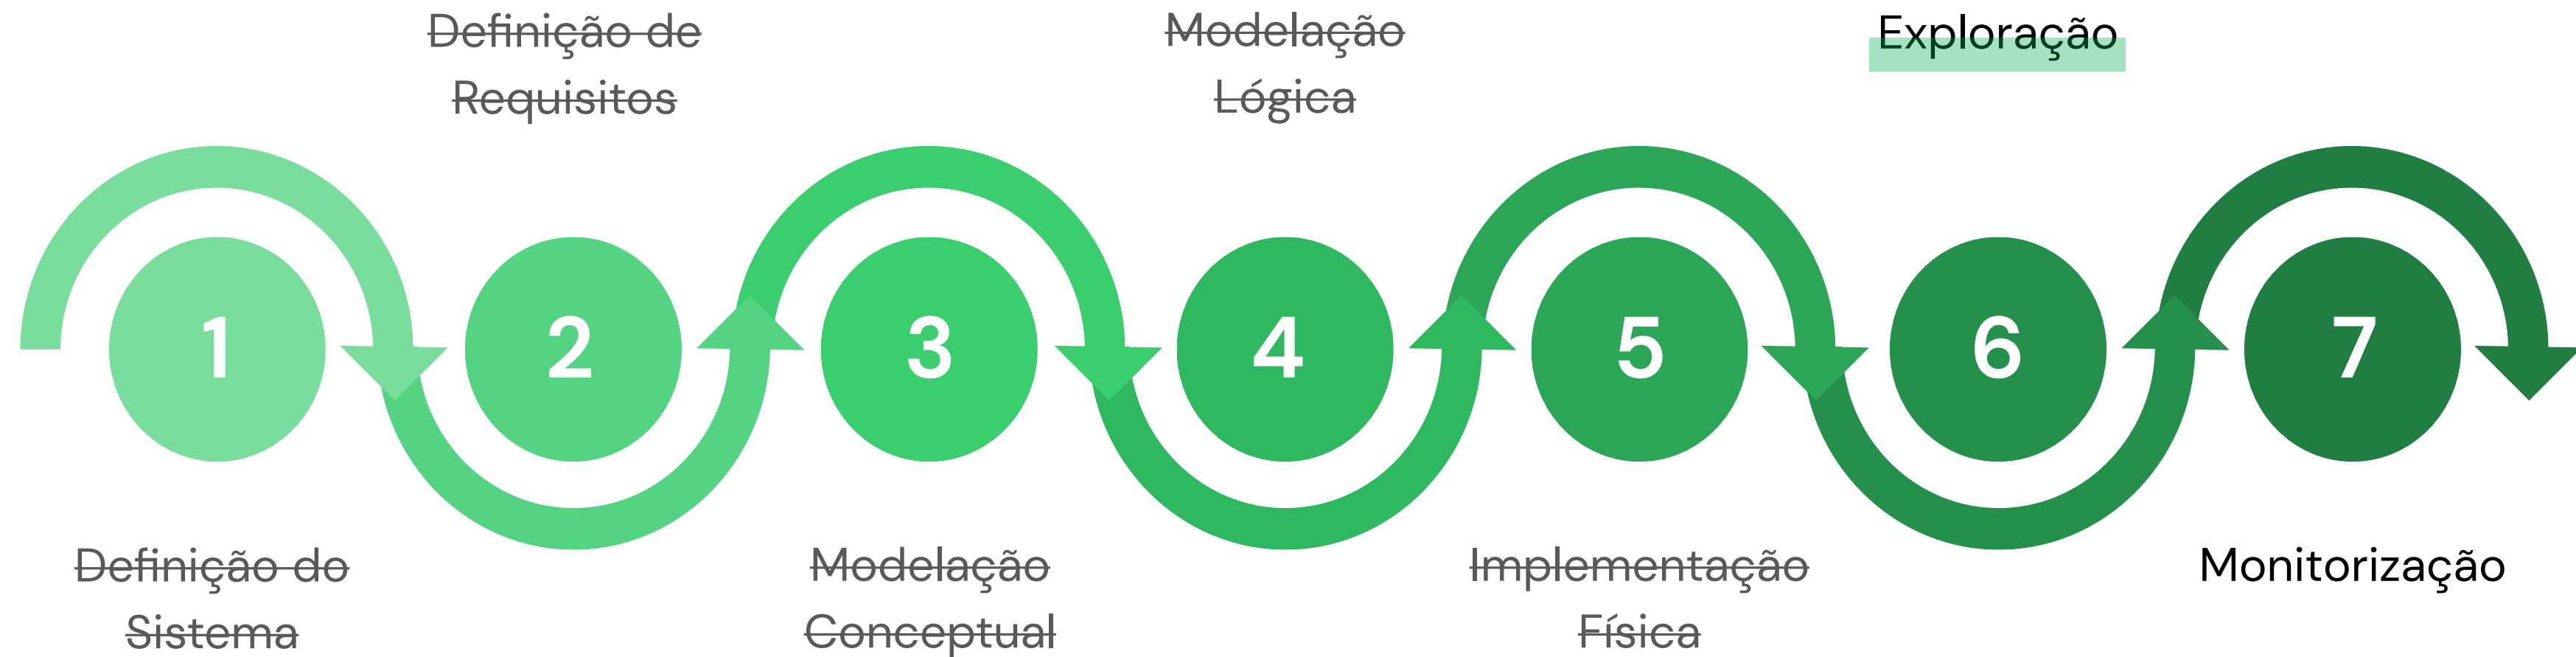 Definição de
Requisitos
Modelação
Lógica
Exploração
1
2
3
4
5
6
7
Definição do
Sistema
Modelação
Conceptual
Implementação
Física
Monitorização